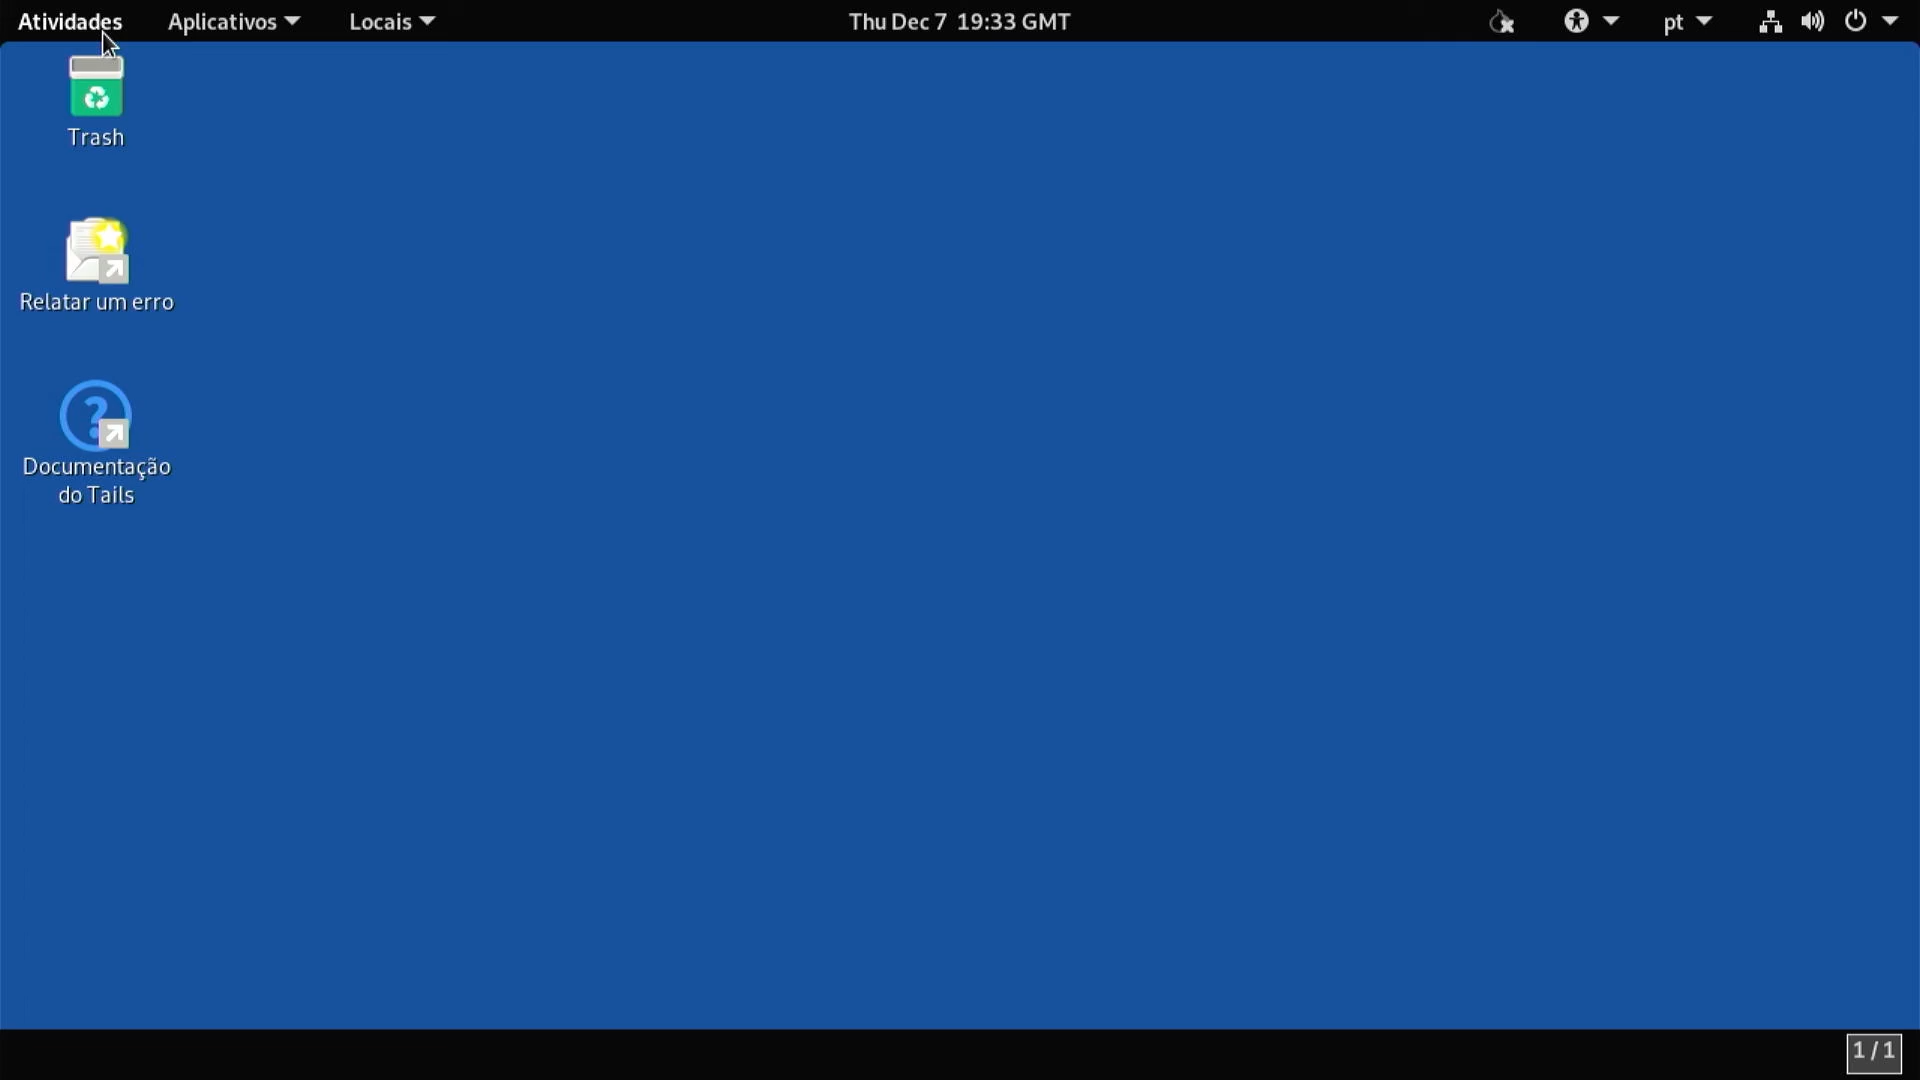 Atividades Aplicativos Locais Thu Dec 7 19:33 GMT pt
Trash
Relatar um erro
Documentação
do Tails
1 / 1